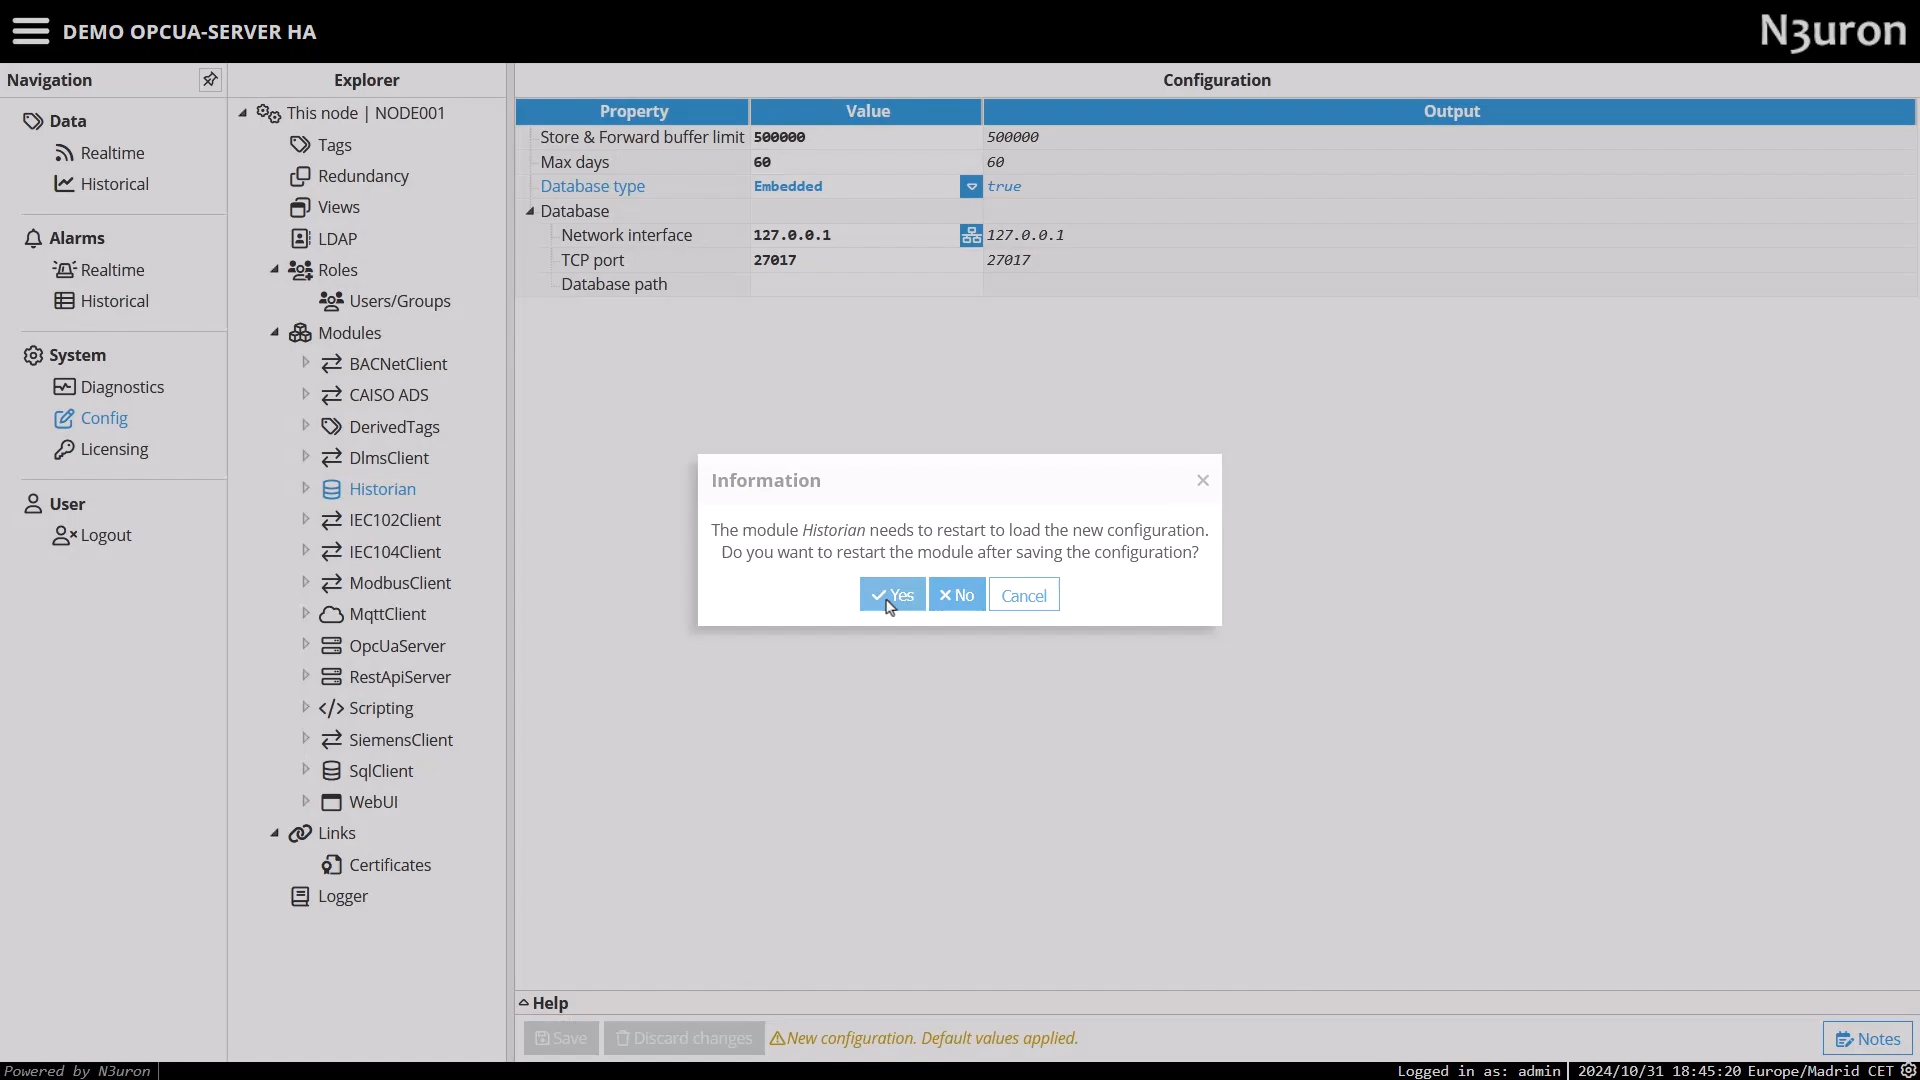 DEMO OPCUA-SERVER HA
N3uron
Navigation
Data
Realtime
Historical
Alarms
Realtime
Historical
System
Diagnostics
Config
Licensing
User
Logout
Explorer
This node | NODE001
Tags
Redundancy
Views
LDAP
Roles
Users/Groups
Modules
BACNetClient
CAISO ADS
DerivedTags
DlmsClient
Historian
IEC102Client
IEC104Client
ModbusClient
MqttClient
OpcUaServer
RestApiServer
Scripting
SiemensClient
SqlClient
WebUI
Links
Certificates
Logger
Configuration
Property Value Output
Store & Forward buffer limit 500000 500000
Max days 60 60
Database type Embedded true
Database
Network interface 127.0.0.1 127.0.0.1
TCP port 27017 27017
Database path
Information
The module Historian needs to restart to load the new configuration.
Do you want to restart the module after saving the configuration?
Yes No Cancel
Help
Save Discard changes New configuration. Default values applied. Notes
Powered by N3uron Logged in as: admin 2024/10/31 18:45:20 Europe/Madrid CET